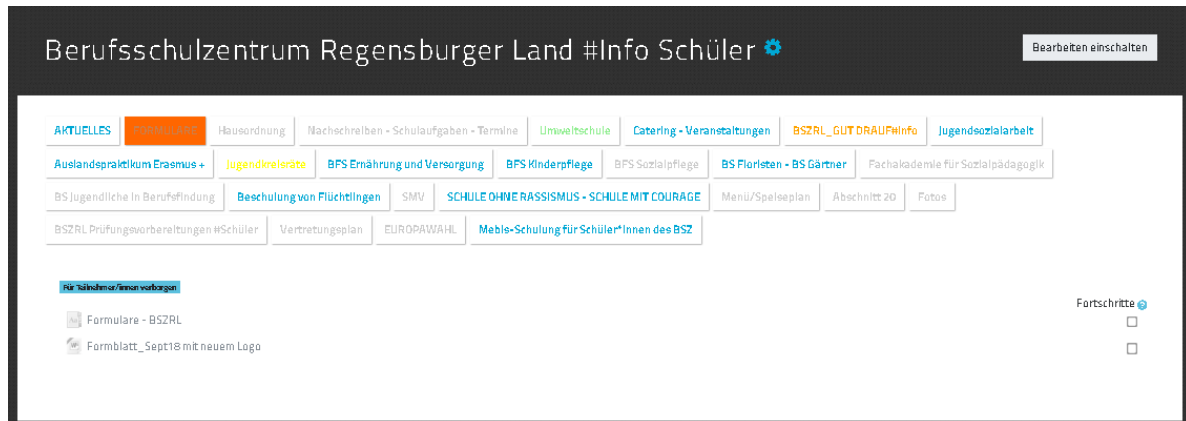 Berufsschulzentrum Regensburger Land #Info Schüler
Bearbeiten einschalten
AKTUELLES FORMULARE Hausordnung Nachschreiben - Schulaufgaben - Termine Umweltschule Catering - Veranstaltungen BSZRL_GUT DRAUF#Info Jugendsozialarbeit
Auslandspraktikum Erasmus + Jugendkreisräte BFS Ernährung und Versorgung BFS Kinderpflege BFS Sozialpflege BS Floristen - BS Gärtner Fachakademie für Sozialpädagogik
BS Jugendliche in Berufsfindung Beschulung von Flüchtlingen SMV SCHULE OHNE RASSISMUS - SCHULE MIT COURAGE Menü/Speiseplan Abschnitt 20 Fotos
BSZRL Prüfungsvorbereitungen #Schüler Vertretungsplan EUROPAWAHL Mebis-Schulung für Schüler*innen des BSZ
Für Teilnehmer/innen verborgen
Fortschritte
Formulare - BSZRL
Formblatt_Sept18 mit neuem Logo